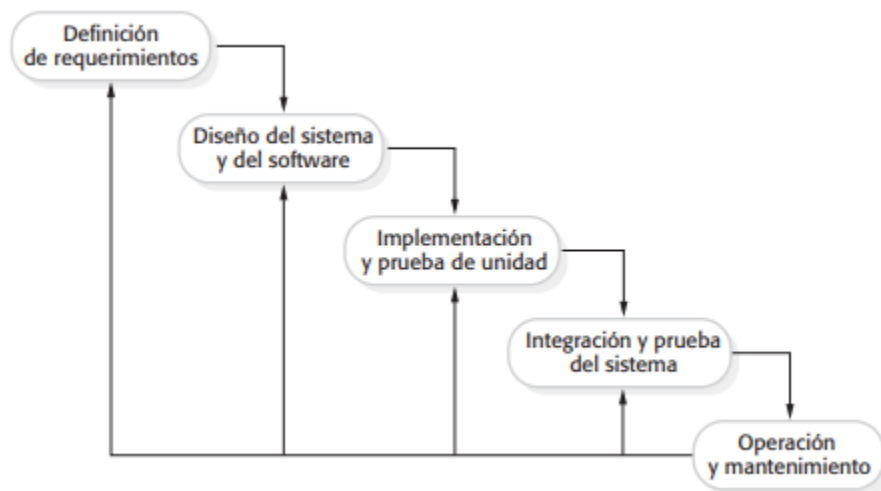 Definición
de requerimientos
Diseño del sistema
y del software
Implementación
y prueba de unidad
Integración y prueba
del sistema
Operación
y mantenimiento